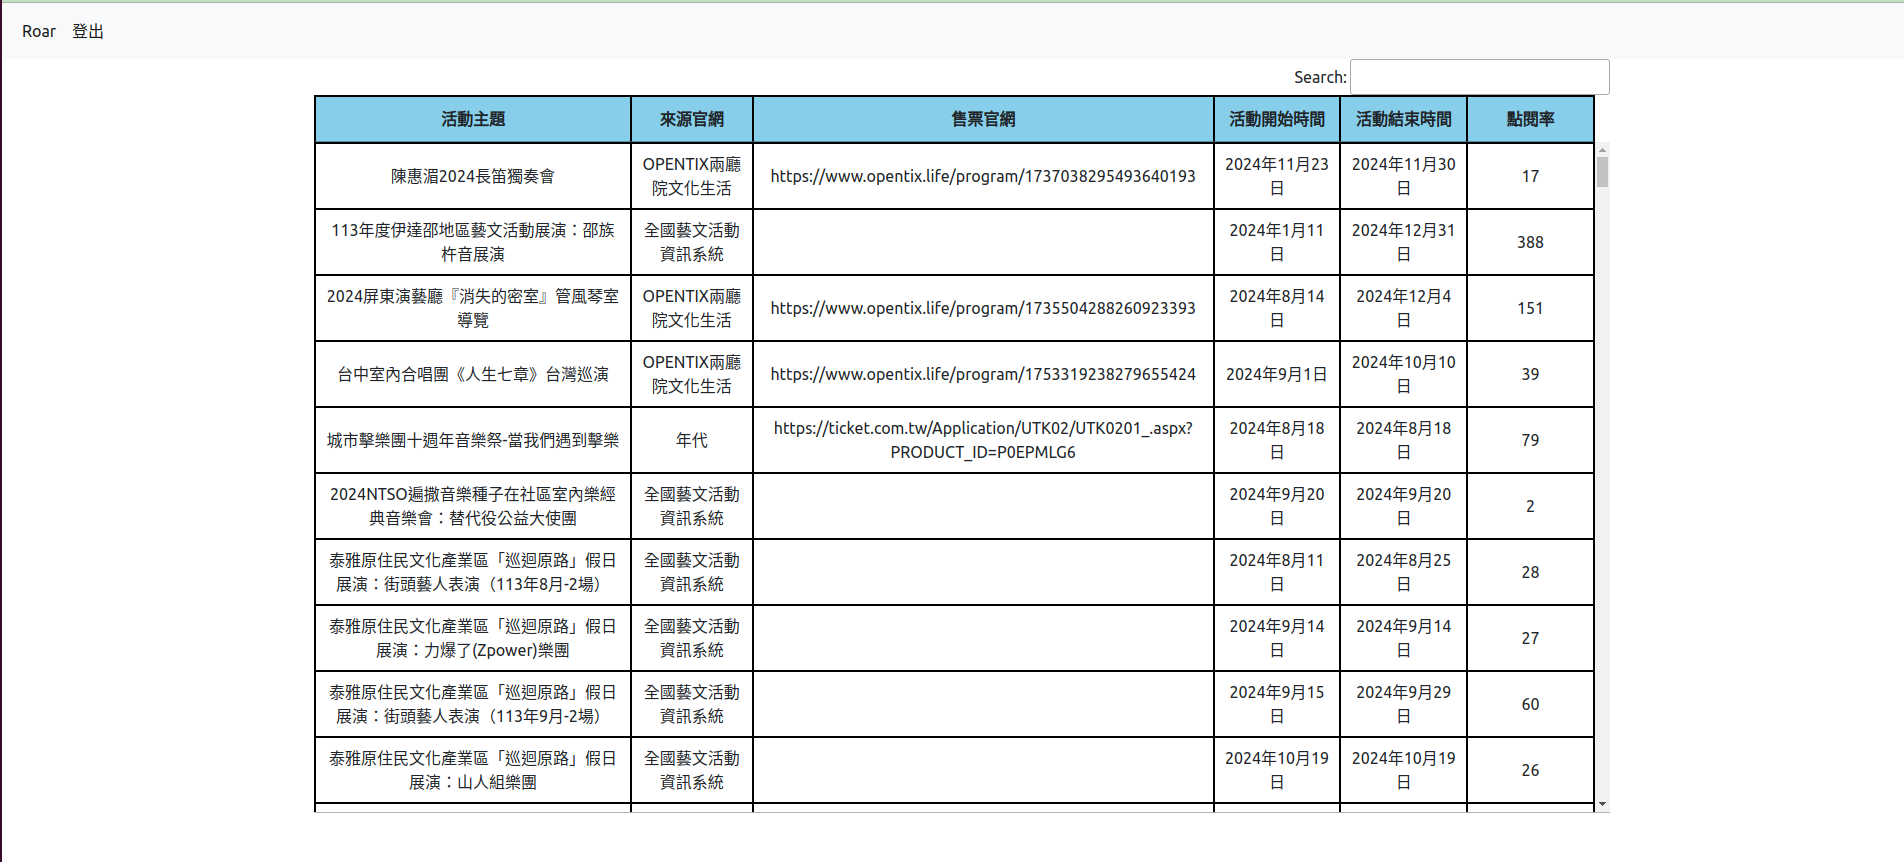 Roar 登出
Search:
活動主題 來源官網 售票官網 活動開始時間 活動結束時間 點閱率
陳惠湄2024長笛獨奏會 OPENTIX兩廳 https://www.opentix.life/program/1737038295493640193 2024年11月23 2024年11月30 17
院文化生活 日 日
113年度伊達邵地區藝文活動展演：邵族 全國藝文活動 2024年1月11 2024年12月31 388
杵音展演 資訊系統 日 日
2024屏東演藝廳『消失的密室』管風琴室 OPENTIX兩廳 https://www.opentix.life/program/1735504288260923393 2024年8月14 2024年12月4 151
導覽 院文化生活 日 日
台中室內合唱團《人生七章》台灣巡演 OPENTIX兩廳 https://www.opentix.life/program/1753319238279655424 2024年9月1日 2024年10月10 39
院文化生活 日
城市擊樂團十週年音樂祭-當我們遇到擊樂 年代 https://ticket.com.tw/Application/UTK02/UTK0201_.aspx? 2024年8月18 2024年8月18 79
PRODUCT_ID=P0EPMLG6 日 日
2024NTSO遍撒音樂種子在社區室內樂經 全國藝文活動 2024年9月20 2024年9月20 2
典音樂會：替代役公益大使團 資訊系統 日 日
泰雅原住民文化產業區「巡迴原路」假日 全國藝文活動 2024年8月11 2024年8月25 28
展演：街頭藝人表演（113年8月-2場） 資訊系統 日 日
泰雅原住民文化產業區「巡迴原路」假日 全國藝文活動 2024年9月14 2024年9月14 27
展演：力爆了(Zpower)樂團 資訊系統 日 日
泰雅原住民文化產業區「巡迴原路」假日 全國藝文活動 2024年9月15 2024年9月29 60
展演：街頭藝人表演（113年9月-2場） 資訊系統 日 日
泰雅原住民文化產業區「巡迴原路」假日 全國藝文活動 2024年10月19 2024年10月19 26
展演：山人組樂團 資訊系統 日 日